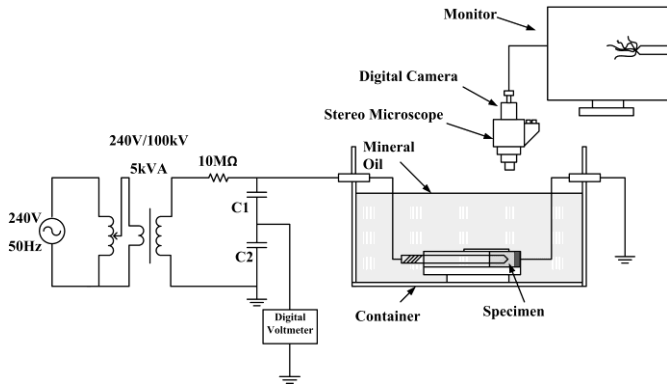 Monitor
Digital Camera
Stereo Microscope
240V/100kV
5kVA
10MΩ
Mineral
Oil
C1
C2
240V
50Hz
Digital
Voltmeter
Container
Specimen